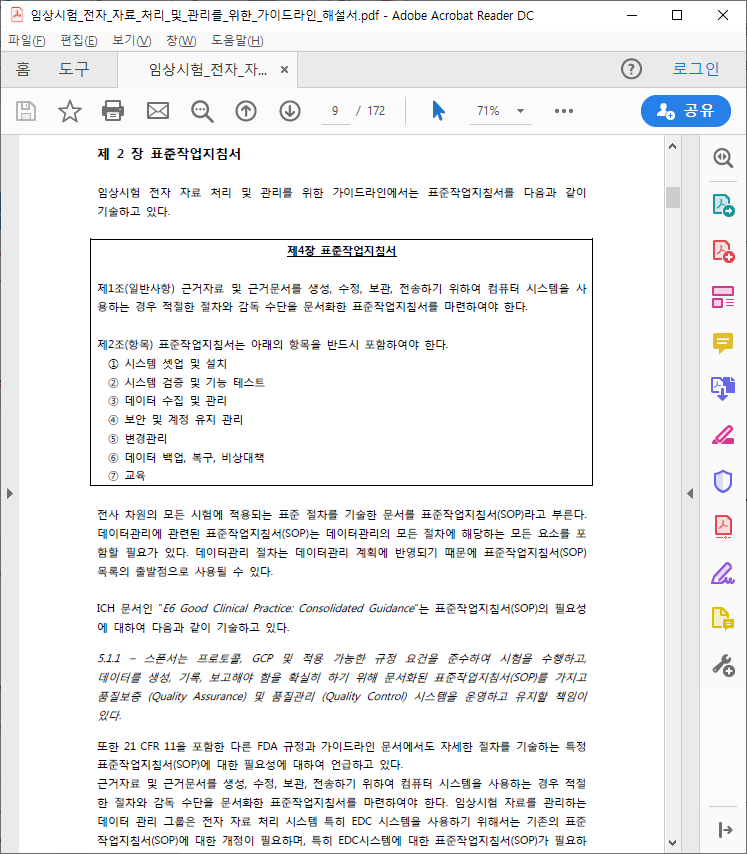 임상시험_전자_자료_처리_및_관리를_위한_가이드라인_해설서.pdf - Adobe Acrobat Reader DC
파일(F) 편집(E) 보기(V) 창(W) 도움말(H)
홈 도구 임상시험_전자_자... × 로그인
9 / 172 71% 공유
제 2 장 표준작업지침서
임상시험 전자 자료 처리 및 관리를 위한 가이드라인에서는 표준작업지침서를 다음과 같이
기술하고 있다.
제4장 표준작업지침서
제1조(일반사항) 근거자료 및 근거문서를 생성, 수정, 보관, 전송하기 위하여 컴퓨터 시스템을 사
용하는 경우 적절한 절차와 감독 수단을 문서화한 표준작업지침서를 마련하여야 한다.
제2조(항목) 표준작업지침서는 아래의 항목을 반드시 포함하여야 한다.
① 시스템 셋업 및 설치
② 시스템 검증 및 기능 테스트
③ 데이터 수집 및 관리
④ 보안 및 계정 유지 관리
⑤ 변경관리
⑥ 데이터 백업, 복구, 비상대책
⑦ 교육
전사 차원의 모든 시험에 적용되는 표준 절차를 기술한 문서를 표준작업지침서(SOP)라고 부른다.
데이터관리에 관련된 표준작업지침서(SOP)는 데이터관리의 모든 절차에 해당하는 모든 요소를 포
함할 필요가 있다. 데이터관리 절차는 데이터관리 계획에 반영되기 때문에 표준작업지침서(SOP)
목록의 출발점으로 사용될 수 있다.
ICH 문서인 "E6 Good Clinical Practice: Consolidated Guidance"는 표준작업지침서(SOP)의 필요성
에 대하여 다음과 같이 기술하고 있다.
5.1.1 – 스폰서는 프로토콜, GCP 및 적용 가능한 규정 요건을 준수하여 시험을 수행하고,
데이터를 생성, 기록, 보고해야 함을 확실히 하기 위해 문서화된 표준작업지침서(SOP)를 가지고
품질보증 (Quality Assurance) 및 품질관리 (Quality Control) 시스템을 운영하고 유지할 책임이
있다.
또한 21 CFR 11을 포함한 다른 FDA 규정과 가이드라인 문서에서도 자세한 절차를 기술하는 특정
표준작업지침서(SOP)에 대한 필요성에 대하여 언급하고 있다.
근거자료 및 근거문서를 생성, 수정, 보관, 전송하기 위하여 컴퓨터 시스템을 사용하는 경우 적절
한 절차와 감독 수단을 문서화한 표준작업지침서를 마련하여야 한다. 임상시험 자료를 관리하는
데이터 관리 그룹은 전자 자료 처리 시스템 특히 EDC 시스템을 사용하기 위해서는 기존의 표준
작업지침서(SOP)에 대한 개정이 필요하며, 특히 EDC시스템에 대한 표준작업지침서(SOP)가 필요하